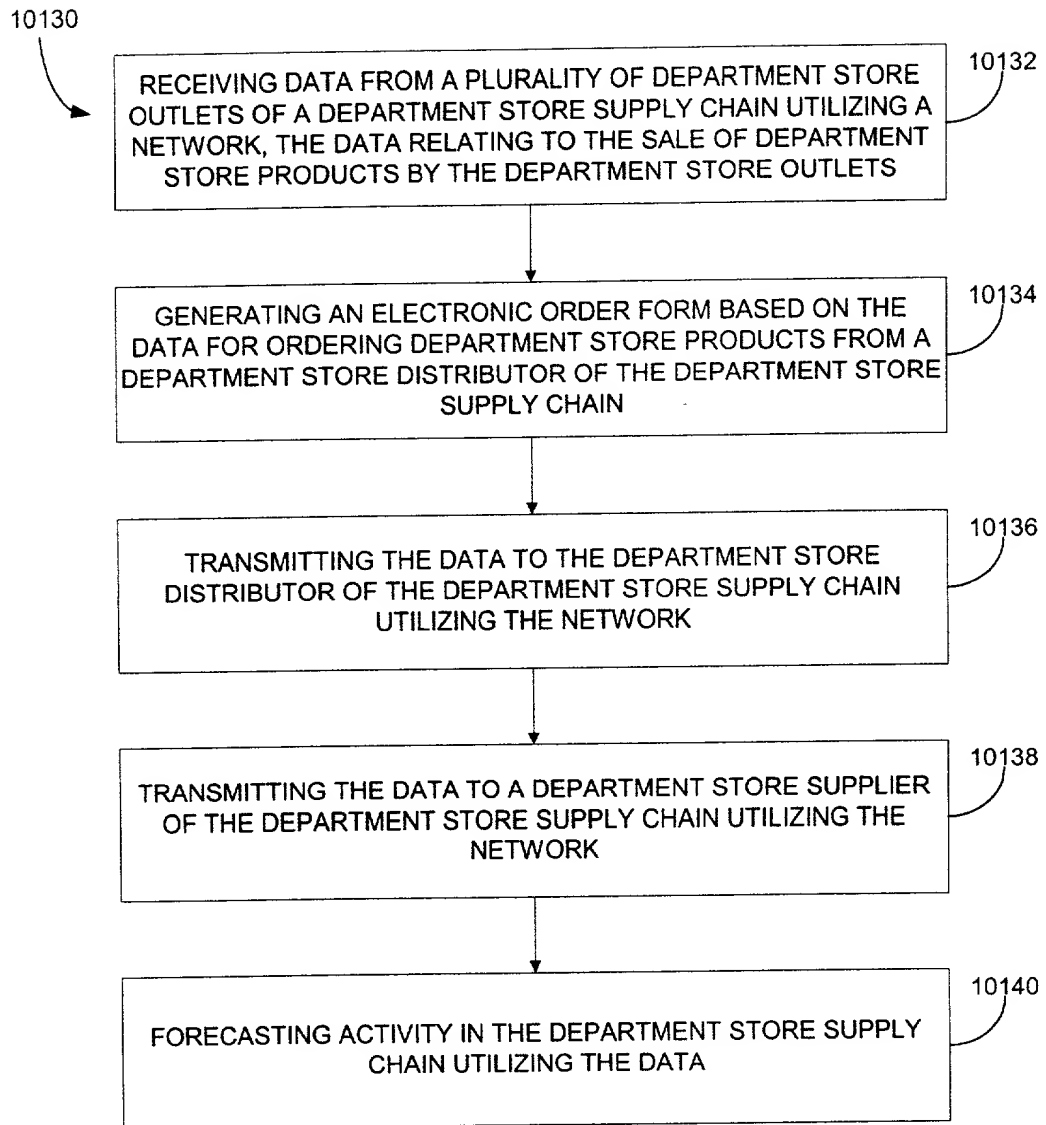 10130
RECEIVING DATA FROM A PLURALITY OF DEPARTMENT STORE
OUTLETS OF A DEPARTMENT STORE SUPPLY CHAIN UTILIZING A
NETWORK, THE DATA RELATING TO THE SALE OF DEPARTMENT
STORE PRODUCTS BY THE DEPARTMENT STORE OUTLETS
10132
GENERATING AN ELECTRONIC ORDER FORM BASED ON THE
DATA FOR ORDERING DEPARTMENT STORE PRODUCTS FROM A
DEPARTMENT STORE DISTRIBUTOR OF THE DEPARTMENT STORE
SUPPLY CHAIN
10134
TRANSMITTING THE DATA TO THE DEPARTMENT STORE
DISTRIBUTOR OF THE DEPARTMENT STORE SUPPLY CHAIN
UTILIZING THE NETWORK
10136
TRANSMITTING THE DATA TO A DEPARTMENT STORE SUPPLIER
OF THE DEPARTMENT STORE SUPPLY CHAIN UTILIZING THE
NETWORK
10138
FORECASTING ACTIVITY IN THE DEPARTMENT STORE SUPPLY
CHAIN UTILIZING THE DATA
10140